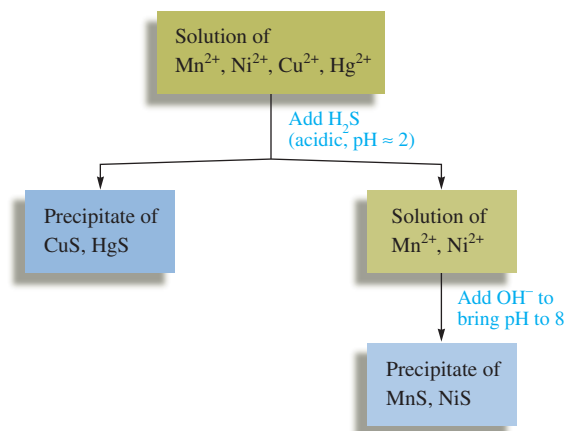 Solution of
Mn²⁺, Ni²⁺, Cu²⁺, Hg²⁺
Add H₂S
(acidic, pH ≈ 2)
Precipitate of
CuS, HgS
Solution of
Mn²⁺, Ni²⁺
Add OH⁻ to
bring pH to 8
Precipitate of
MnS, NiS